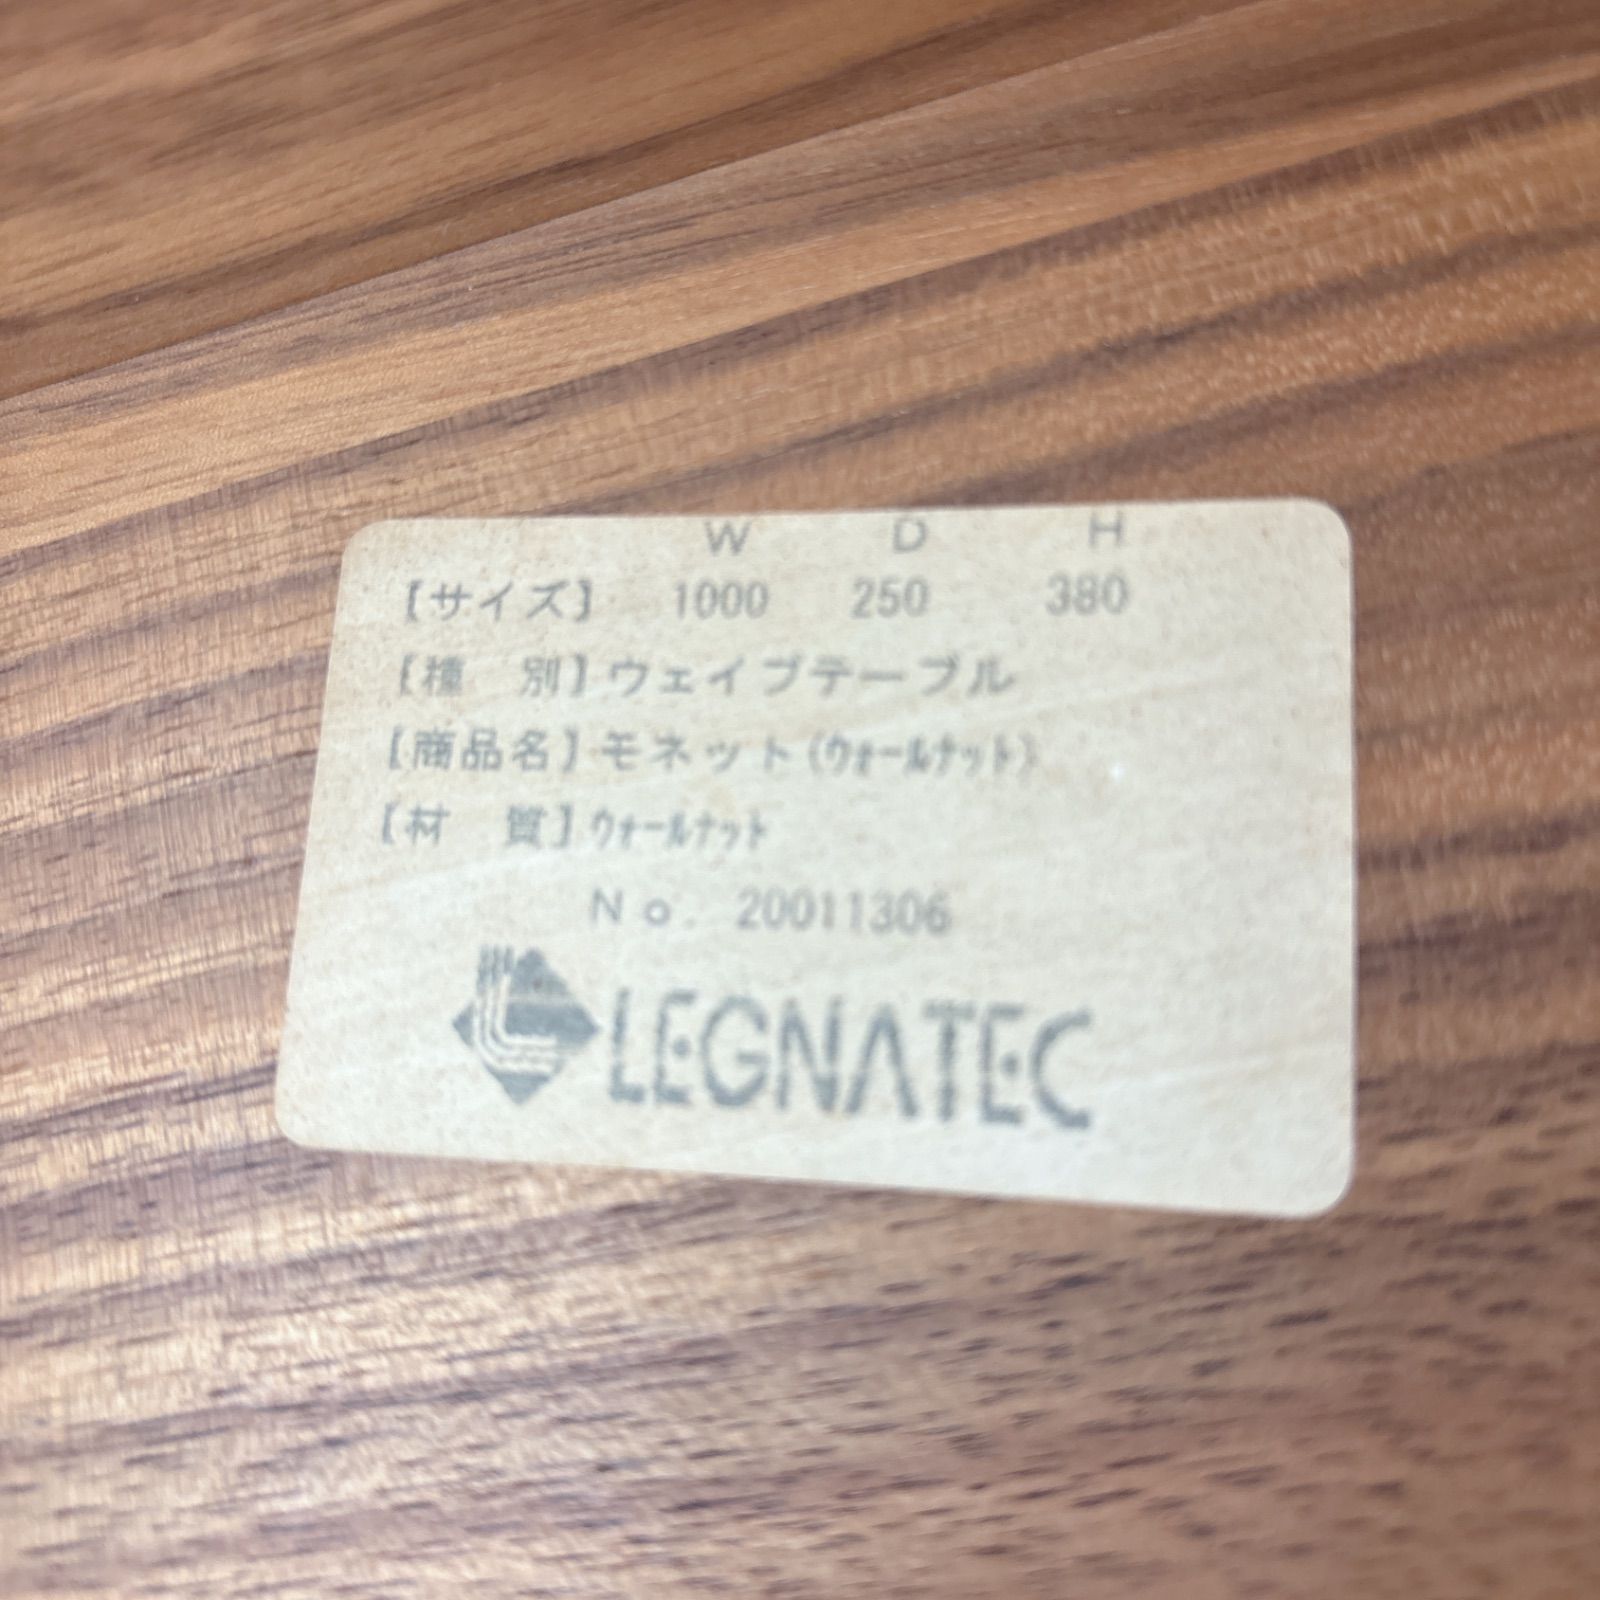 W D H
【サイズ】 1000 250 380
【種 別】ウェイブテーブル
【商品名】モネット(ウォールナット)
【材 質】ウォールナット
No. 20011306
LEGNATEC